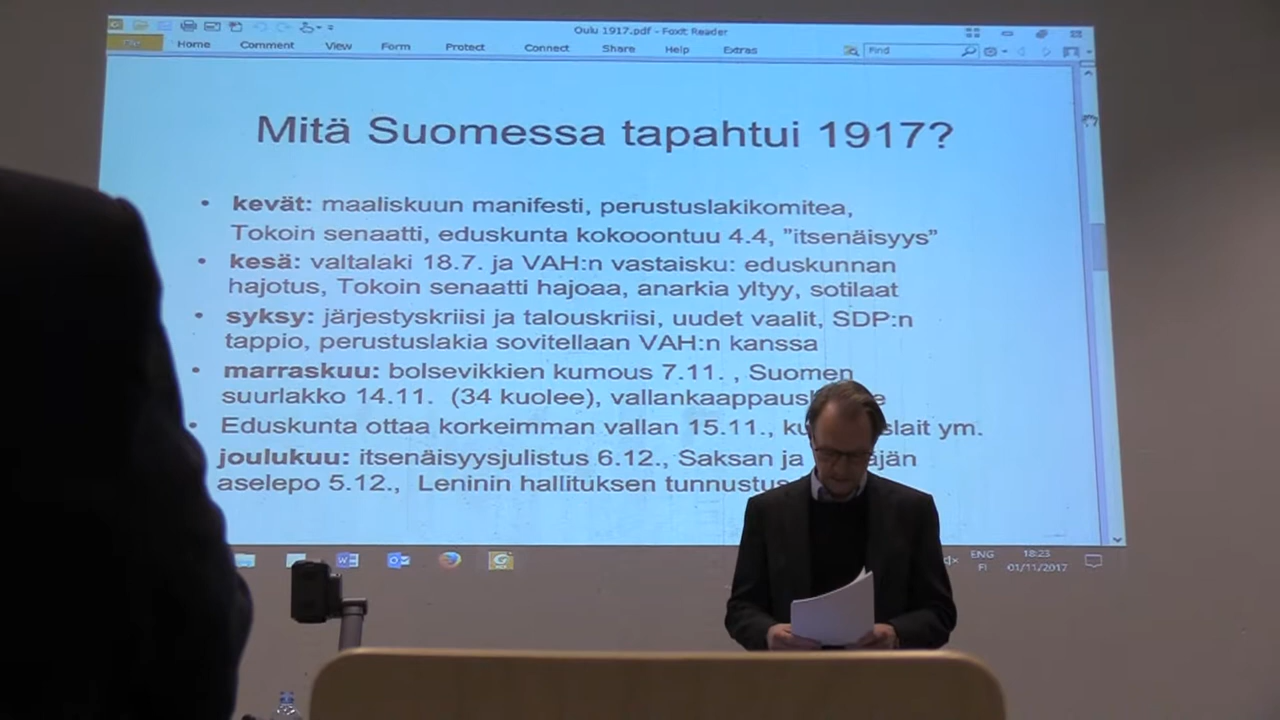 Oulu 1917.pdf - Foxit Reader
File Home Comment View Form Protect Connect Share Help Extras Find
Mitä Suomessa tapahtui 1917?
• kevät: maaliskuun manifesti, perustuslakikomitea,
Tokoin senaatti, eduskunta kokooontuu 4.4, ”itsenäisyys”
• kesä: valtalaki 18.7. ja VAH:n vastaisku: eduskunnan
hajotus, Tokoin senaatti hajoaa, anarkia yltyy, sotilaat
• syksy: järjestyskriisi ja talouskriisi, uudet vaalit, SDP:n
tappio, perustuslakia sovitellaan VAH:n kanssa
• marraskuu: bolsevikkien kumous 7.11. , Suomen
suurlakko 14.11. (34 kuolee),
• Eduskunta ottaa korkeimman vallan 15.11., ym.
joulukuu: itsenäisyysjulistus 6.12., Saksan ja
aselepo 5.12., Leninin hallituksen tunnustus
ENG 18:23
FI 01/11/2017